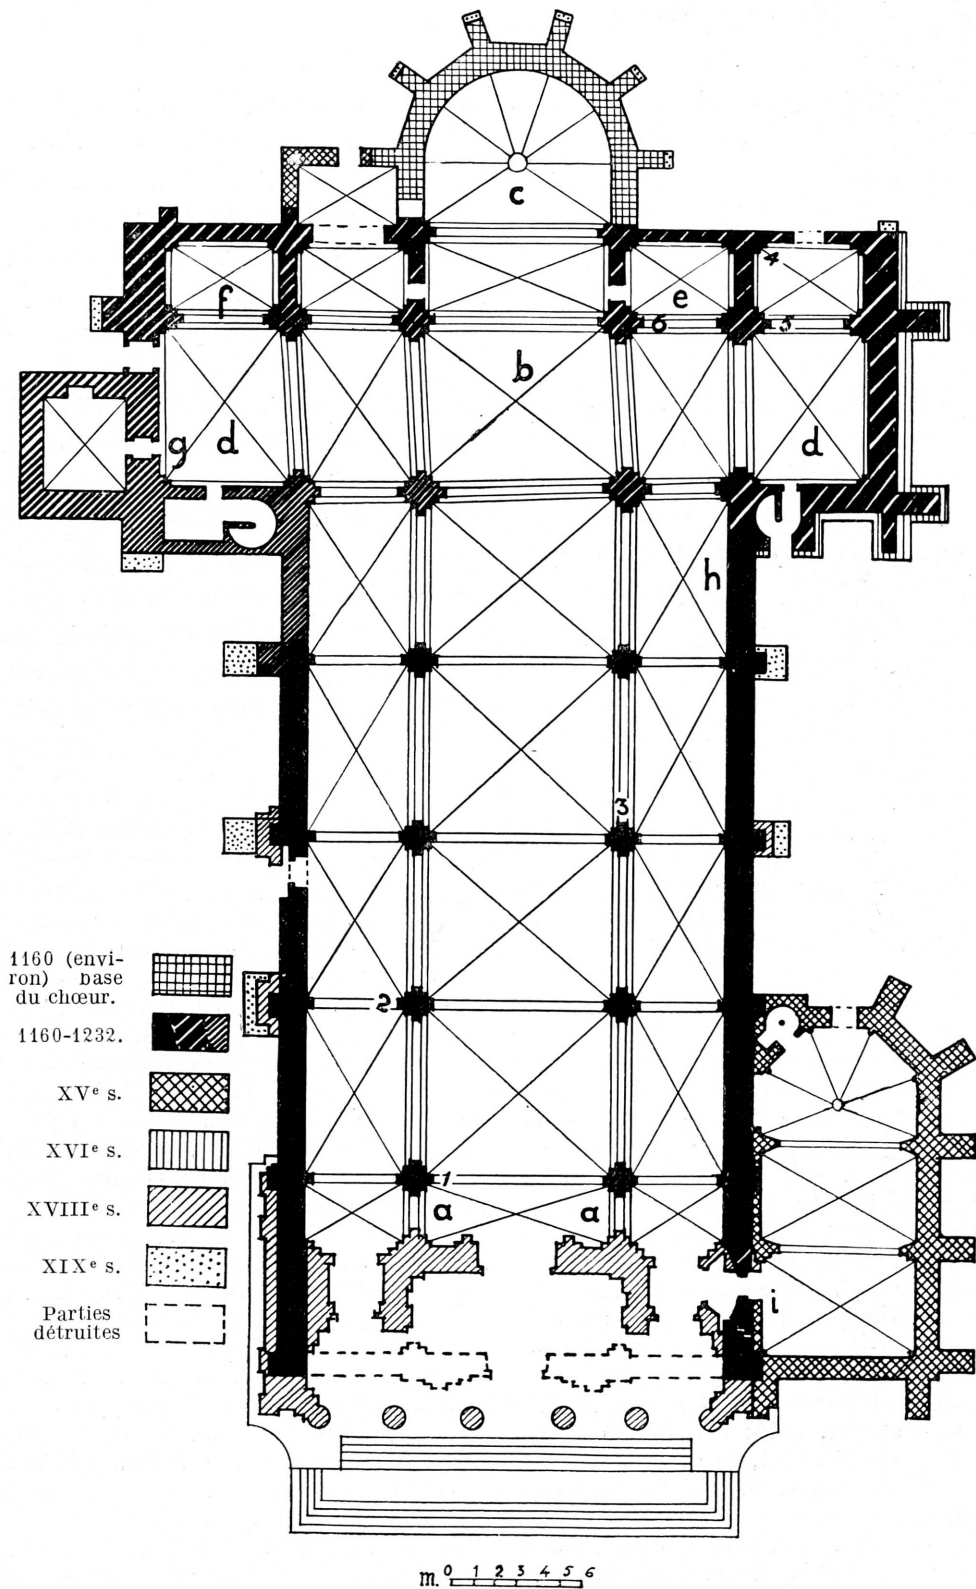 c
f
e
4
6
5
b
g
d
d
h
3
2
1
a
a
i
1160 (envi-
ron) base
du chœur.
1160-1232.
XVe s.
XVIe s.
XVIIIe s.
XIXe s.
Parties
détruites
m. 0 1 2 3 4 5 6